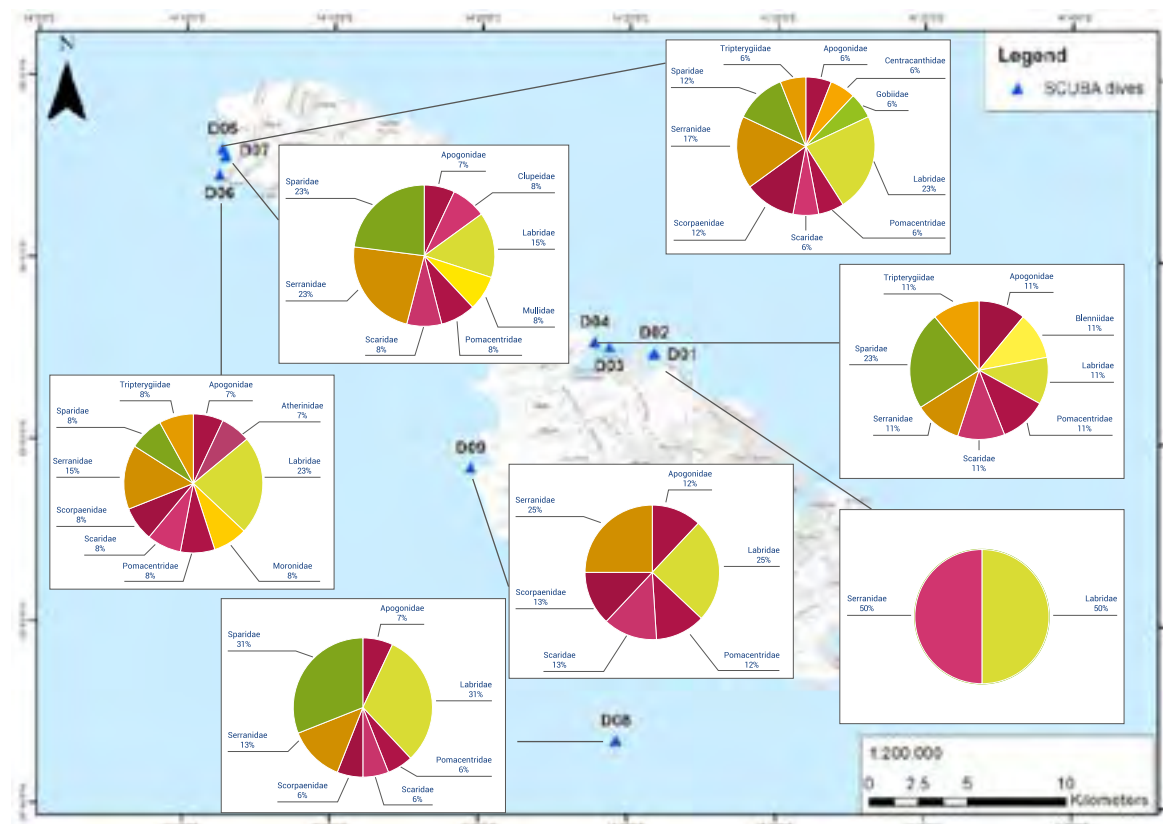 N
Legend
SCUBA dives
D05
D07
D06
D04
D03
D02
D01
D09
D08
Tripterygiidae
6%
Apogonidae
6%
Centracanthidae
6%
Gobiidae
6%
Labridae
23%
Pomacentridae
6%
Scaridae
6%
Scorpaenidae
12%
Serranidae
17%
Sparidae
12%
Apogonidae
7%
Clupeidae
8%
Labridae
15%
Mullidae
8%
Pomacentridae
8%
Scaridae
8%
Serranidae
23%
Sparidae
23%
Tripterygiidae
11%
Apogonidae
11%
Blenniidae
11%
Labridae
11%
Pomacentridae
11%
Scaridae
11%
Serranidae
11%
Sparidae
23%
Tripterygiidae
8%
Apogonidae
7%
Atherinidae
7%
Labridae
23%
Moronidae
8%
Pomacentridae
8%
Scaridae
8%
Scorpaenidae
8%
Serranidae
15%
Sparidae
8%
Apogonidae
12%
Labridae
25%
Pomacentridae
12%
Scaridae
13%
Scorpaenidae
13%
Serranidae
25%
Serranidae
50%
Labridae
50%
Apogonidae
7%
Labridae
31%
Pomacentridae
6%
Scaridae
6%
Scorpaenidae
6%
Serranidae
13%
Sparidae
31%
1:200.000
0 2.5 5 10
Kilometers